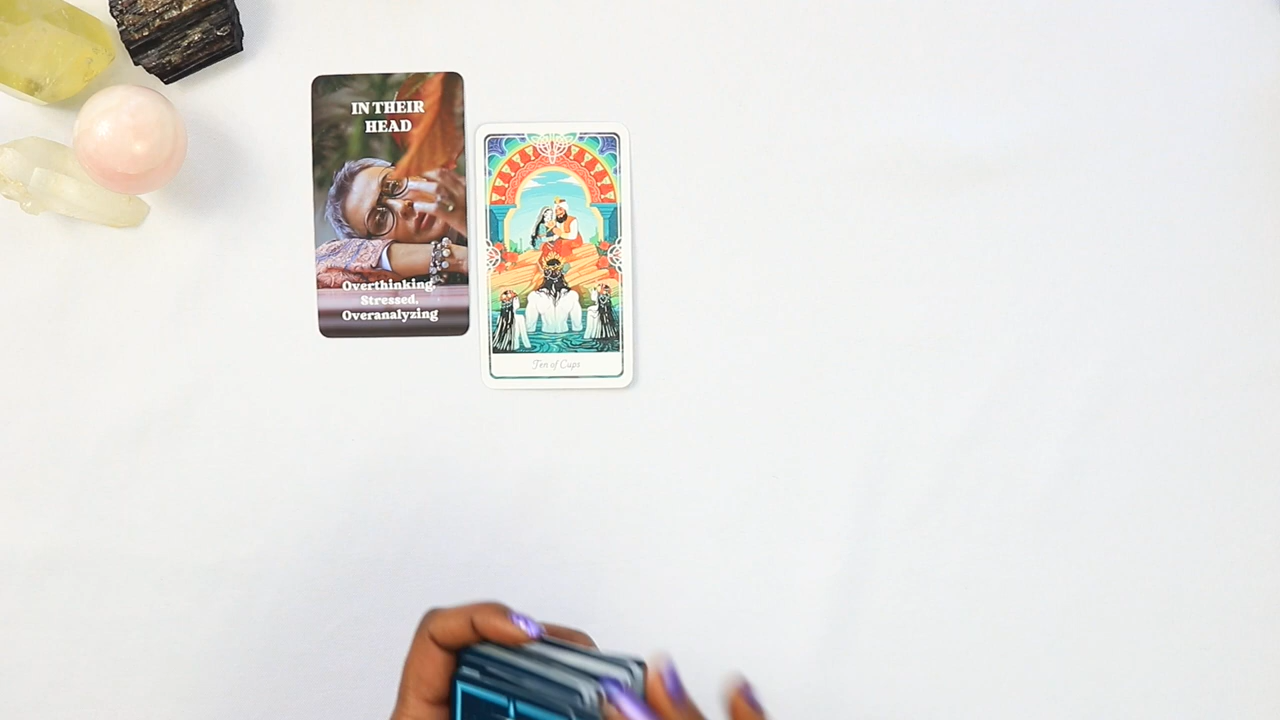 IN THEIR
HEAD
Overthinking.
Stressed.
Overanalyzing
Ten of Cups